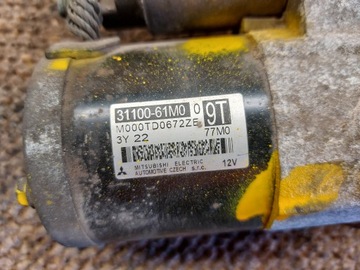 31100-61M0 0 9T
M000TD0672ZE
3Y 22 77M0
MITSUBISHI ELECTRIC
AUTOMOTIVE CZECH s.r.c. 12V